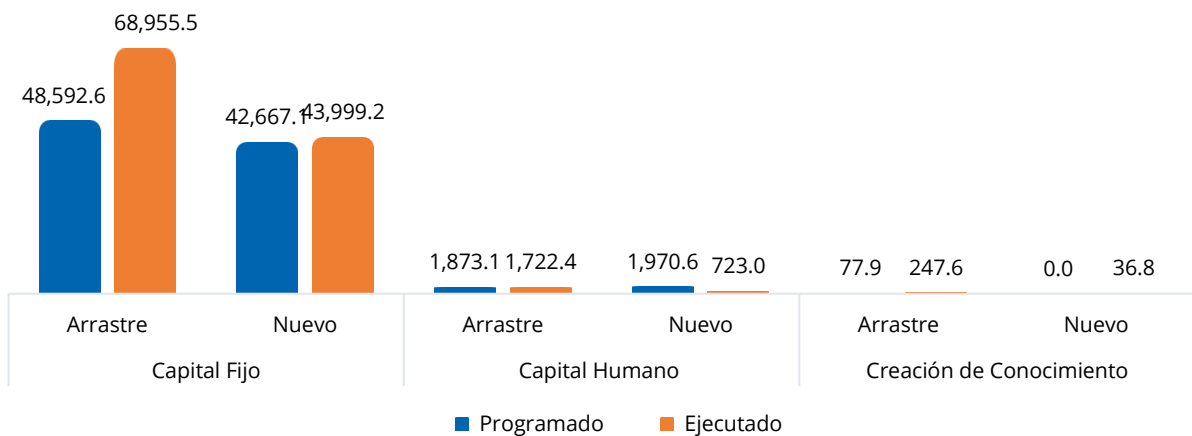 68,955.5
48,592.6
42,667.1 43,999.2
1,873.1 1,722.4 1,970.6 723.0 77.9 247.6 0.0 36.8
Arrastre Nuevo Arrastre Nuevo Arrastre Nuevo
Capital Fijo Capital Humano Creación de Conocimiento
Programado Ejecutado